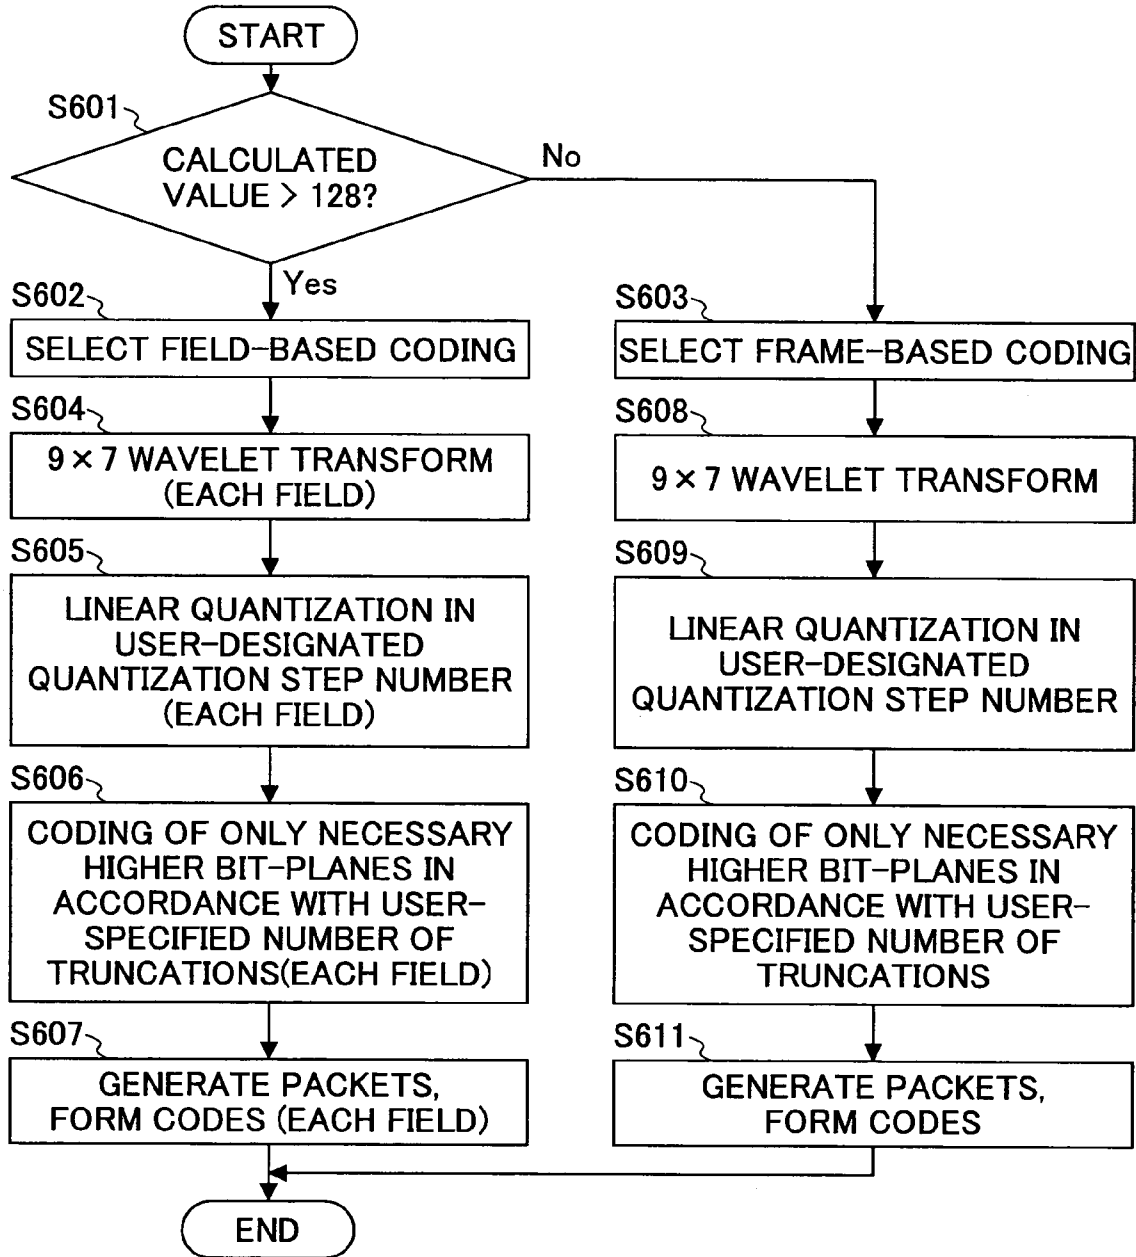 START
S601
CALCULATED
VALUE > 128?
No
Yes
S602
SELECT FIELD-BASED CODING
S604
9 × 7 WAVELET TRANSFORM
(EACH FIELD)
S605
LINEAR QUANTIZATION IN
USER-DESIGNATED
QUANTIZATION STEP NUMBER
(EACH FIELD)
S606
CODING OF ONLY NECESSARY
HIGHER BIT-PLANES IN
ACCORDANCE WITH USER-
SPECIFIED NUMBER OF
TRUNCATIONS(EACH FIELD)
S607
GENERATE PACKETS,
FORM CODES (EACH FIELD)
S603
SELECT FRAME-BASED CODING
S608
9 × 7 WAVELET TRANSFORM
S609
LINEAR QUANTIZATION IN
USER-DESIGNATED
QUANTIZATION STEP NUMBER
S610
CODING OF ONLY NECESSARY
HIGHER BIT-PLANES IN
ACCORDANCE WITH USER-
SPECIFIED NUMBER OF
TRUNCATIONS
S611
GENERATE PACKETS,
FORM CODES
END